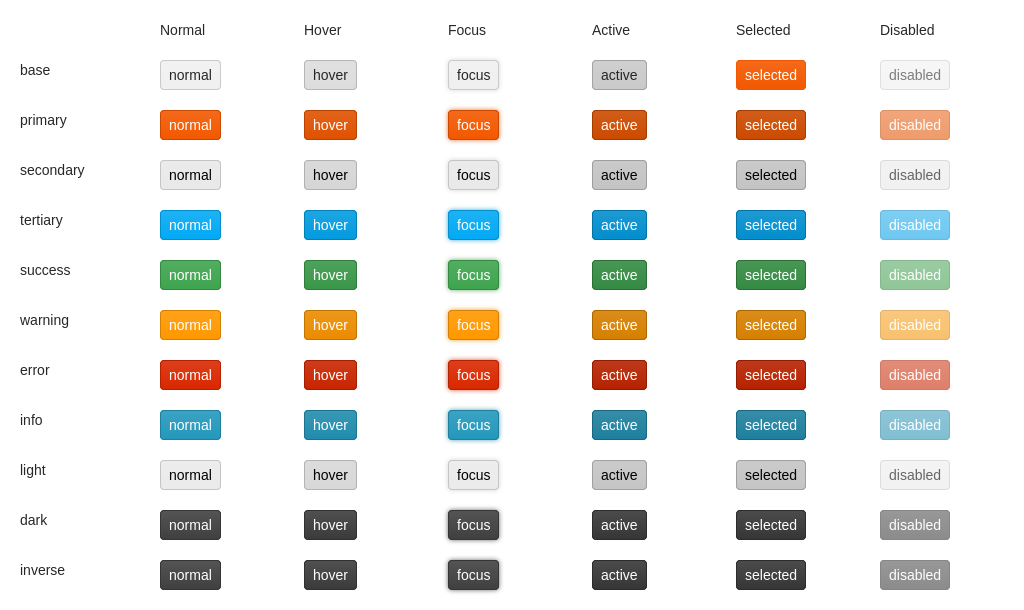 Normal Hover Focus Active Selected Disabled
base normal hover focus active selected disabled
primary normal hover focus active selected disabled
secondary normal hover focus active selected disabled
tertiary normal hover focus active selected disabled
success normal hover focus active selected disabled
warning normal hover focus active selected disabled
error normal hover focus active selected disabled
info normal hover focus active selected disabled
light normal hover focus active selected disabled
dark normal hover focus active selected disabled
inverse normal hover focus active selected disabled